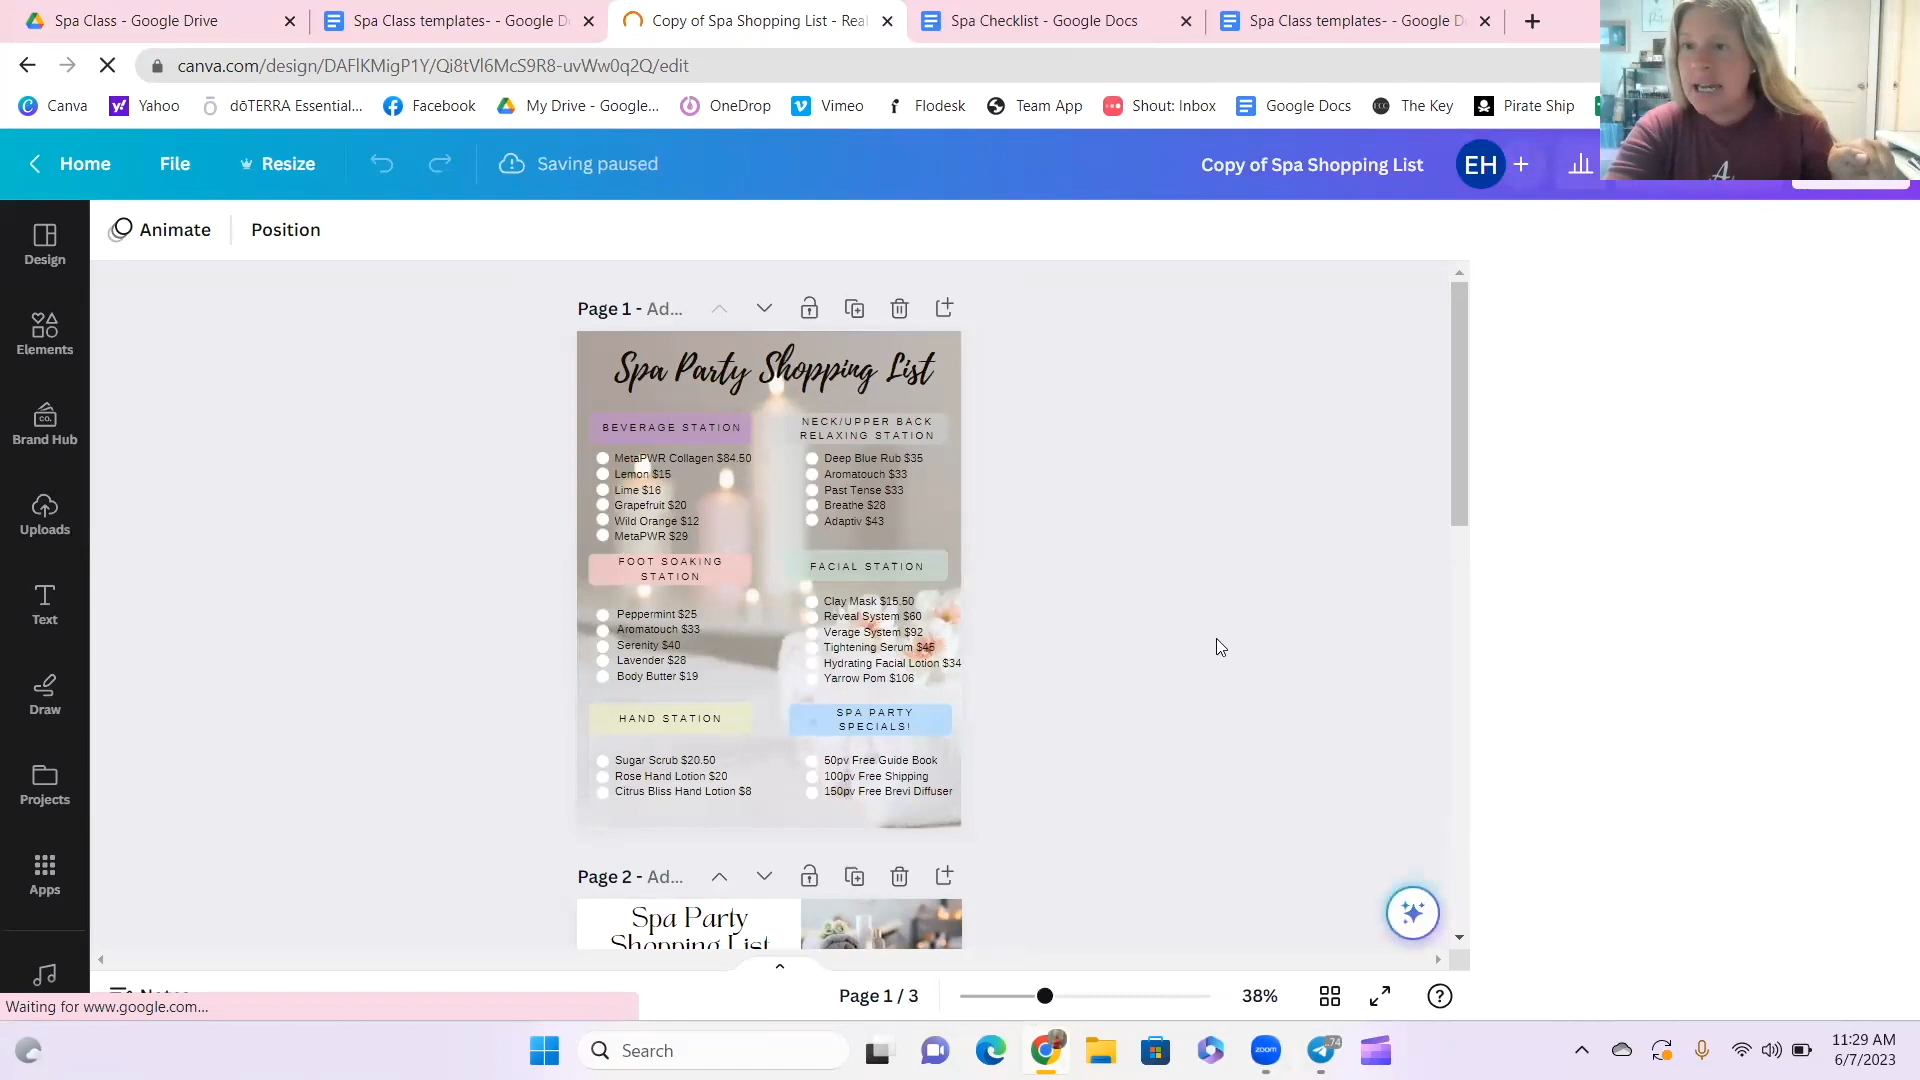 Spa Class - Google Drive
Spa Class templates- - Google D
Copy of Spa Shopping List - Rea
Spa Checklist - Google Docs
Spa Class templates- - Google D
canva.com/design/DAFlKMigP1Y/Qi8tVl6McS9R8-uvWw0q2Q/edit
Canva
Yahoo
dōTERRA Essential...
Facebook
My Drive - Google...
OneDrop
Vimeo
Flodesk
Team App
Shout: Inbox
Google Docs
The Key
Pirate Ship
Home
File
Resize
Saving paused
Copy of Spa Shopping List
EH
Animate
Position
Design
Elements
Brand Hub
Uploads
Text
Draw
Projects
Apps
Page 1 - Ad...
Spa Party Shopping List
BEVERAGE STATION
MetaPWR Collagen $84.50
Lemon $15
Lime $16
Grapefruit $20
Wild Orange $12
MetaPWR $29
NECK/UPPER BACK
RELAXING STATION
Deep Blue Rub $35
Aromatouch $33
Past Tense $33
Breathe $28
Adaptiv $43
FOOT SOAKING
STATION
Peppermint $25
Aromatouch $33
Serenity $40
Lavender $28
Body Butter $19
FACIAL STATION
Clay Mask $15.50
Reveal System $60
Verage System $92
Tightening Serum $45
Hydrating Facial Lotion $34
Yarrow Pom $106
HAND STATION
Sugar Scrub $20.50
Rose Hand Lotion $20
Citrus Bliss Hand Lotion $8
SPA PARTY
SPECIALS!
50pv Free Guide Book
100pv Free Shipping
150pv Free Brevi Diffuser
Page 2 - Ad...
Spa Party
Shopping List
Waiting for www.google.com...
Page 1 / 3
38%
Search
zoom
74
11:29 AM
6/7/2023